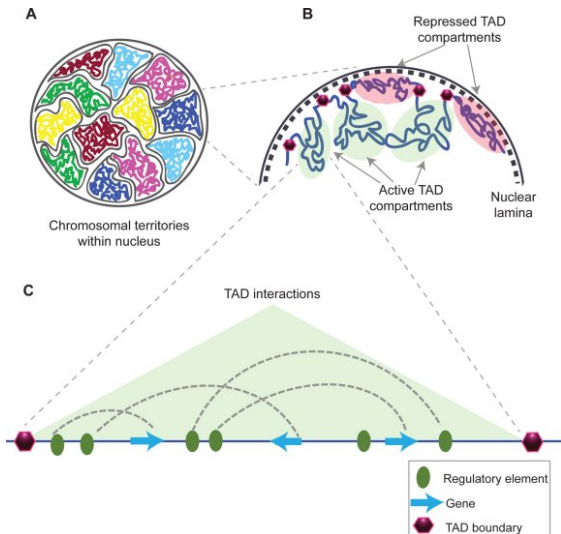 A
B
Repressed TAD
compartments
Chromosomal territories
within nucleus
Active TAD
compartments
Nuclear
lamina
C
TAD interactions
Regulatory element
Gene
TAD boundary